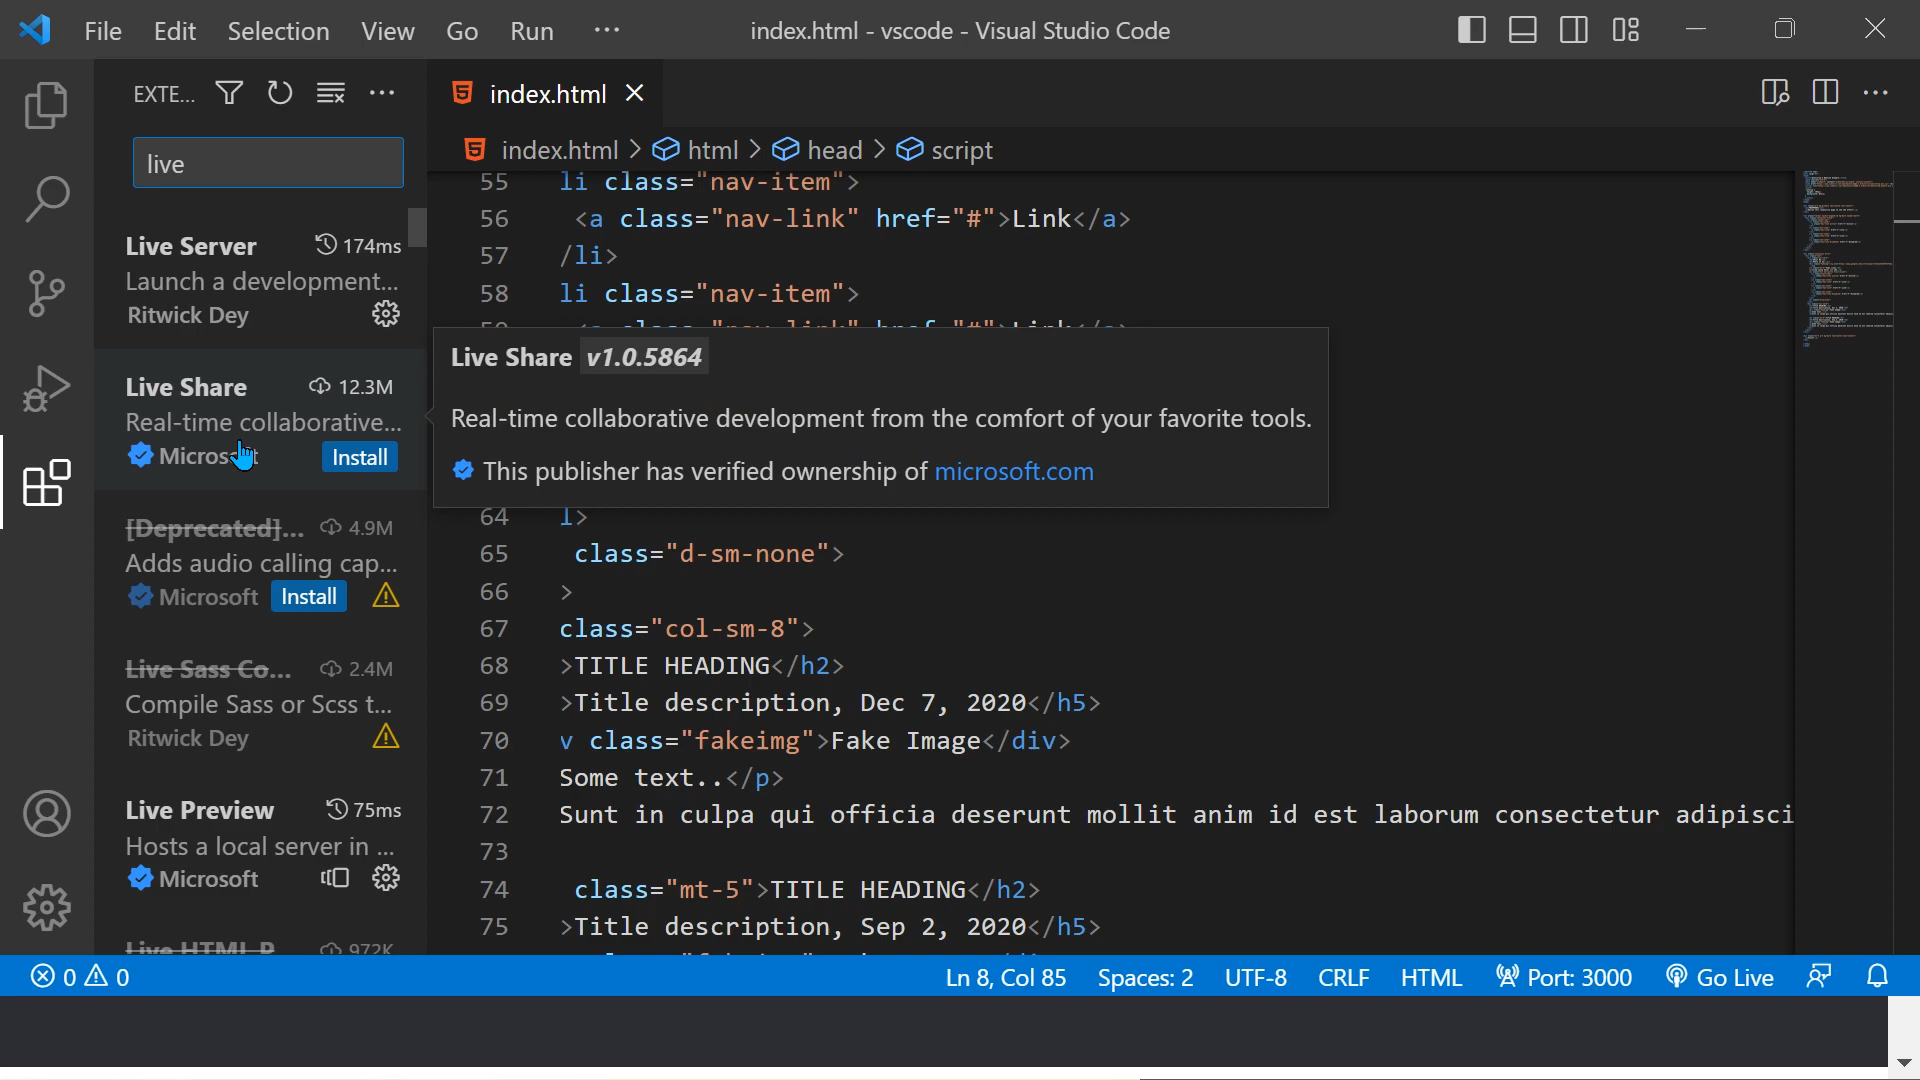 File Edit Selection View Go Run ··· index.html - vscode - Visual Studio Code
EXTE... ···
live
Live Server 174ms
Launch a development...
Ritwick Dey
Live Share 12.3M
Real-time collaborative...
Install
[Deprecated]... 4.9M
Adds audio calling cap...
Microsoft Install
Live Sass Co... 2.4M
Compile Sass or Scss t...
Ritwick Dey
Live Preview 75ms
Hosts a local server in ...
Microsoft
972K
index.html
index.html > html > head > script
55 li class="nav-item">
56 <a class="nav-link" href="#">Link</a>
57 /li>
58 li class="nav-item">
Live Share v1.0.5864
Real-time collaborative development from the comfort of your favorite tools.
This publisher has verified ownership of microsoft.com
64 l>
65 class="d-sm-none">
66 >
67 class="col-sm-8">
68 >TITLE HEADING</h2>
69 >Title description, Dec 7, 2020</h5>
70 v class="fakeimg">Fake Image</div>
71 Some text..</p>
72 Sunt in culpa qui officia deserunt mollit anim id est laborum consectetur adipisci
73
74 class="mt-5">TITLE HEADING</h2>
75 >Title description, Sep 2, 2020</h5>
0 0 Ln 8, Col 85 Spaces: 2 UTF-8 CRLF HTML Port: 3000 Go Live